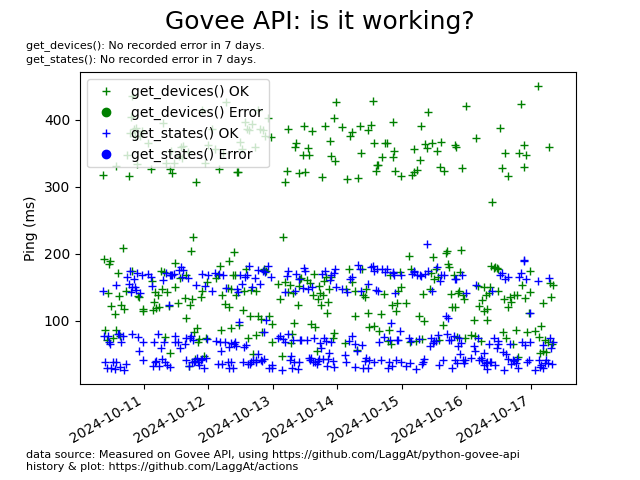 Govee API: is it working?
get_devices(): No recorded error in 7 days.
get_states(): No recorded error in 7 days.
get_devices() OK
get_devices() Error
get_states() OK
get_states() Error
Ping (ms)
400
300
200
100
2024-10-11
2024-10-12
2024-10-13
2024-10-14
2024-10-15
2024-10-16
2024-10-17
data source: Measured on Govee API, using https://github.com/LaggAt/python-govee-api
history & plot: https://github.com/LaggAt/actions